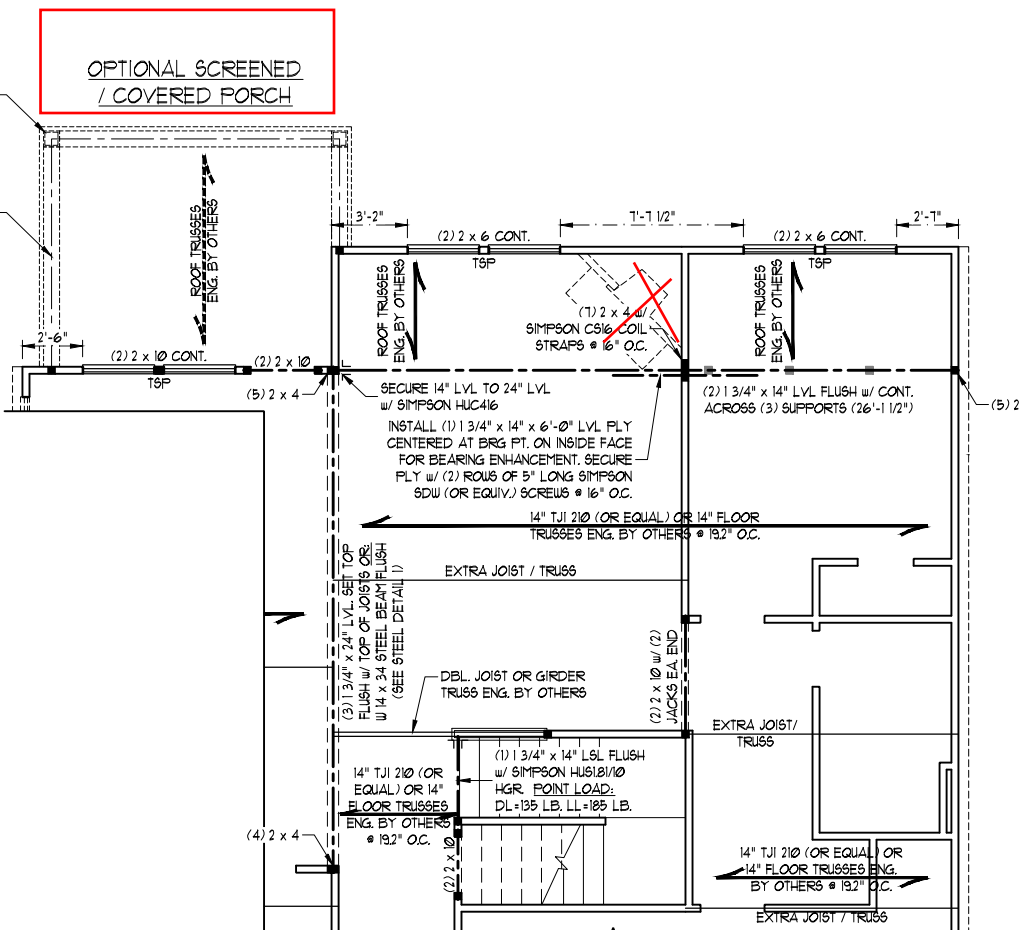 OPTIONAL SCREENED
/ COVERED PORCH
ROOF TRUSSES
ENG. BY OTHERS
3'-2"
7'-7 1/2"
2'-7"
(2) 2 x 6 CONT.
TSP
(2) 2 x 6 CONT.
TSP
ROOF TRUSSES
ENG. BY OTHERS
ROOF TRUSSES
ENG. BY OTHERS
(7) 2 x 4 w/
SIMPSON CS16 COIL
STRAPS @ 16" O.C.
2'-6"
(2) 2 x 10 CONT.
TSP
(2) 2 x 10
(5) 2 x 4
SECURE 14" LVL TO 24" LVL
w/ SIMPSON HUC416
(2) 1 3/4" x 14" LVL FLUSH w/ CONT.
ACROSS (3) SUPPORTS (26'-1 1/2")
(5) 2
INSTALL (1) 1 3/4" x 14" x 6'-0" LVL PLY
CENTERED AT BRG PT. ON INSIDE FACE
FOR BEARING ENHANCEMENT. SECURE
PLY w/ (2) ROWS OF 5" LONG SIMPSON
SDW (OR EQUIV.) SCREWS @ 16" O.C.
14" TJI 210 (OR EQUAL) OR 14" FLOOR
TRUSSES ENG. BY OTHERS @ 19.2" O.C.
EXTRA JOIST / TRUSS
(3) 1 3/4" x 24" LVL. SET TOP
FLUSH w/ TOP OF JOISTS OR:
W 14 x 34 STEEL BEAM FLUSH
(SEE STEEL DETAIL 1)
(2) 2 x 10 w/ (2)
JACKS EA. END
DBL. JOIST OR GIRDER
TRUSS ENG. BY OTHERS
EXTRA JOIST/
TRUSS
(1) 1 3/4" x 14" LSL FLUSH
w/ SIMPSON HUS1.81/10
HGR. POINT LOAD:
DL=135 LB. LL=185 LB.
14" TJI 210 (OR
EQUAL) OR 14"
FLOOR TRUSSES
ENG. BY OTHERS
@ 19.2" O.C.
(4) 2 x 4
(2) 2 x 10
14" TJI 210 (OR EQUAL) OR
14" FLOOR TRUSSES ENG.
BY OTHERS @ 19.2" O.C.
EXTRA JOIST / TRUSS